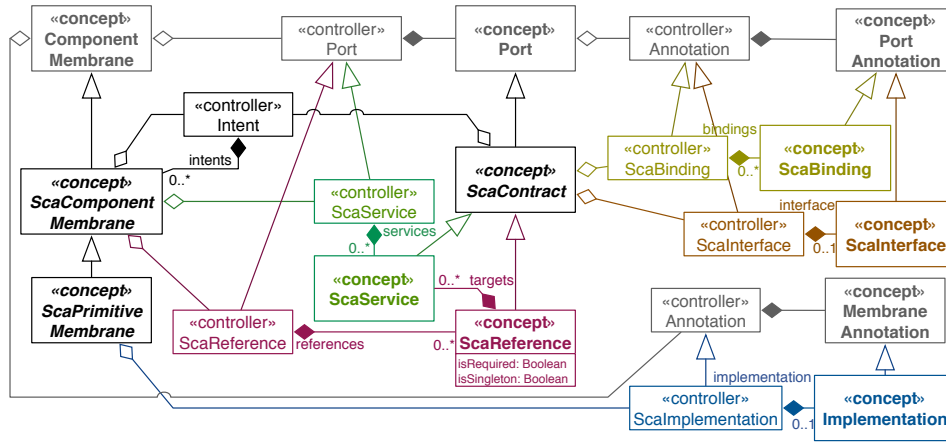 «concept»
Component
Membrane
«controller»
Port
«concept»
Port
«controller»
Annotation
«concept»
Port
Annotation
«controller»
Intent
intents
0..*
«concept»
ScaComponent
Membrane
«controller»
ScaService
services
0..*
«concept»
ScaContract
«controller»
ScaBinding
bindings
0..*
«concept»
ScaBinding
«controller»
ScaInterface
interface
0..1
«concept»
ScaInterface
«concept»
ScaPrimitive
Membrane
«concept»
ScaService
0..* targets
«controller»
ScaReference
references
0..*
«concept»
ScaReference
isRequired: Boolean
isSingleton: Boolean
«controller»
Annotation
«concept»
Membrane
Annotation
«controller»
ScaImplementation
implementation
0..1
«concept»
Implementation